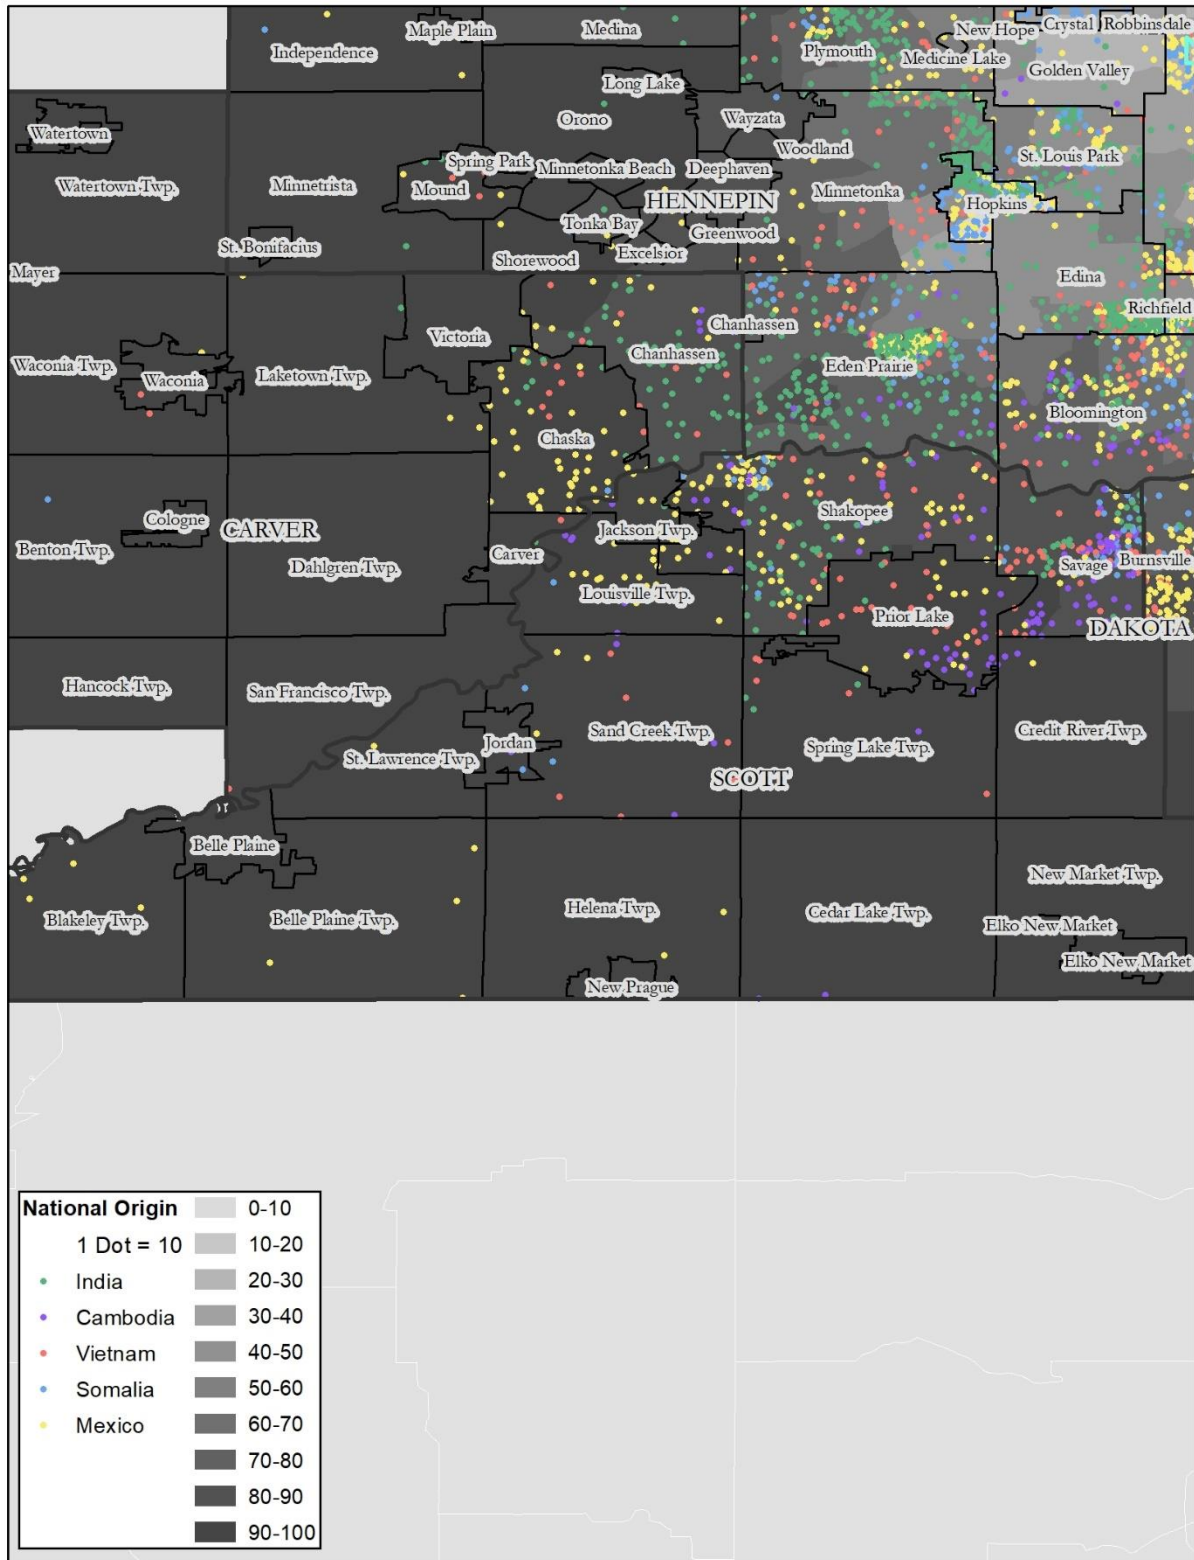 Maple Plain
Medina
New Hope
Crystal
Robbinsdale
Independence
Plymouth
Medicine Lake
Golden Valley
Long Lake
Orono
Wayzata
Watertown
Woodland
St. Louis Park
Spring Park
Minnetonka Beach
Deephaven
Watertown Twp.
Minnetrista
Mound
HENNEPIN
Minnetonka
Hopkins
Tonka Bay
Greenwood
St. Bonifacius
Shorewood
Excelsior
Mayer
Edina
Richfield
Victoria
Chanhassen
Chanhassen
Waconia Twp.
Waconia
Laketown Twp.
Eden Prairie
Chaska
Bloomington
Cologne
CARVER
Shakopee
Jackson Twp.
Benton Twp.
Dahlgren Twp.
Carver
Savage
Burnsville
Louisville Twp.
Prior Lake
DAKOTA
Hancock Twp.
San Francisco Twp.
Sand Creek Twp.
Credit River Twp.
Jordan
St. Lawrence Twp.
Spring Lake Twp.
SCOTT
Belle Plaine
New Market Twp.
Blakeley Twp.
Belle Plaine Twp.
Helena Twp.
Cedar Lake Twp.
Elko New Market
Elko New Market
New Prague
National Origin
1 Dot = 10
India
Cambodia
Vietnam
Somalia
Mexico
0-10
10-20
20-30
30-40
40-50
50-60
60-70
70-80
80-90
90-100